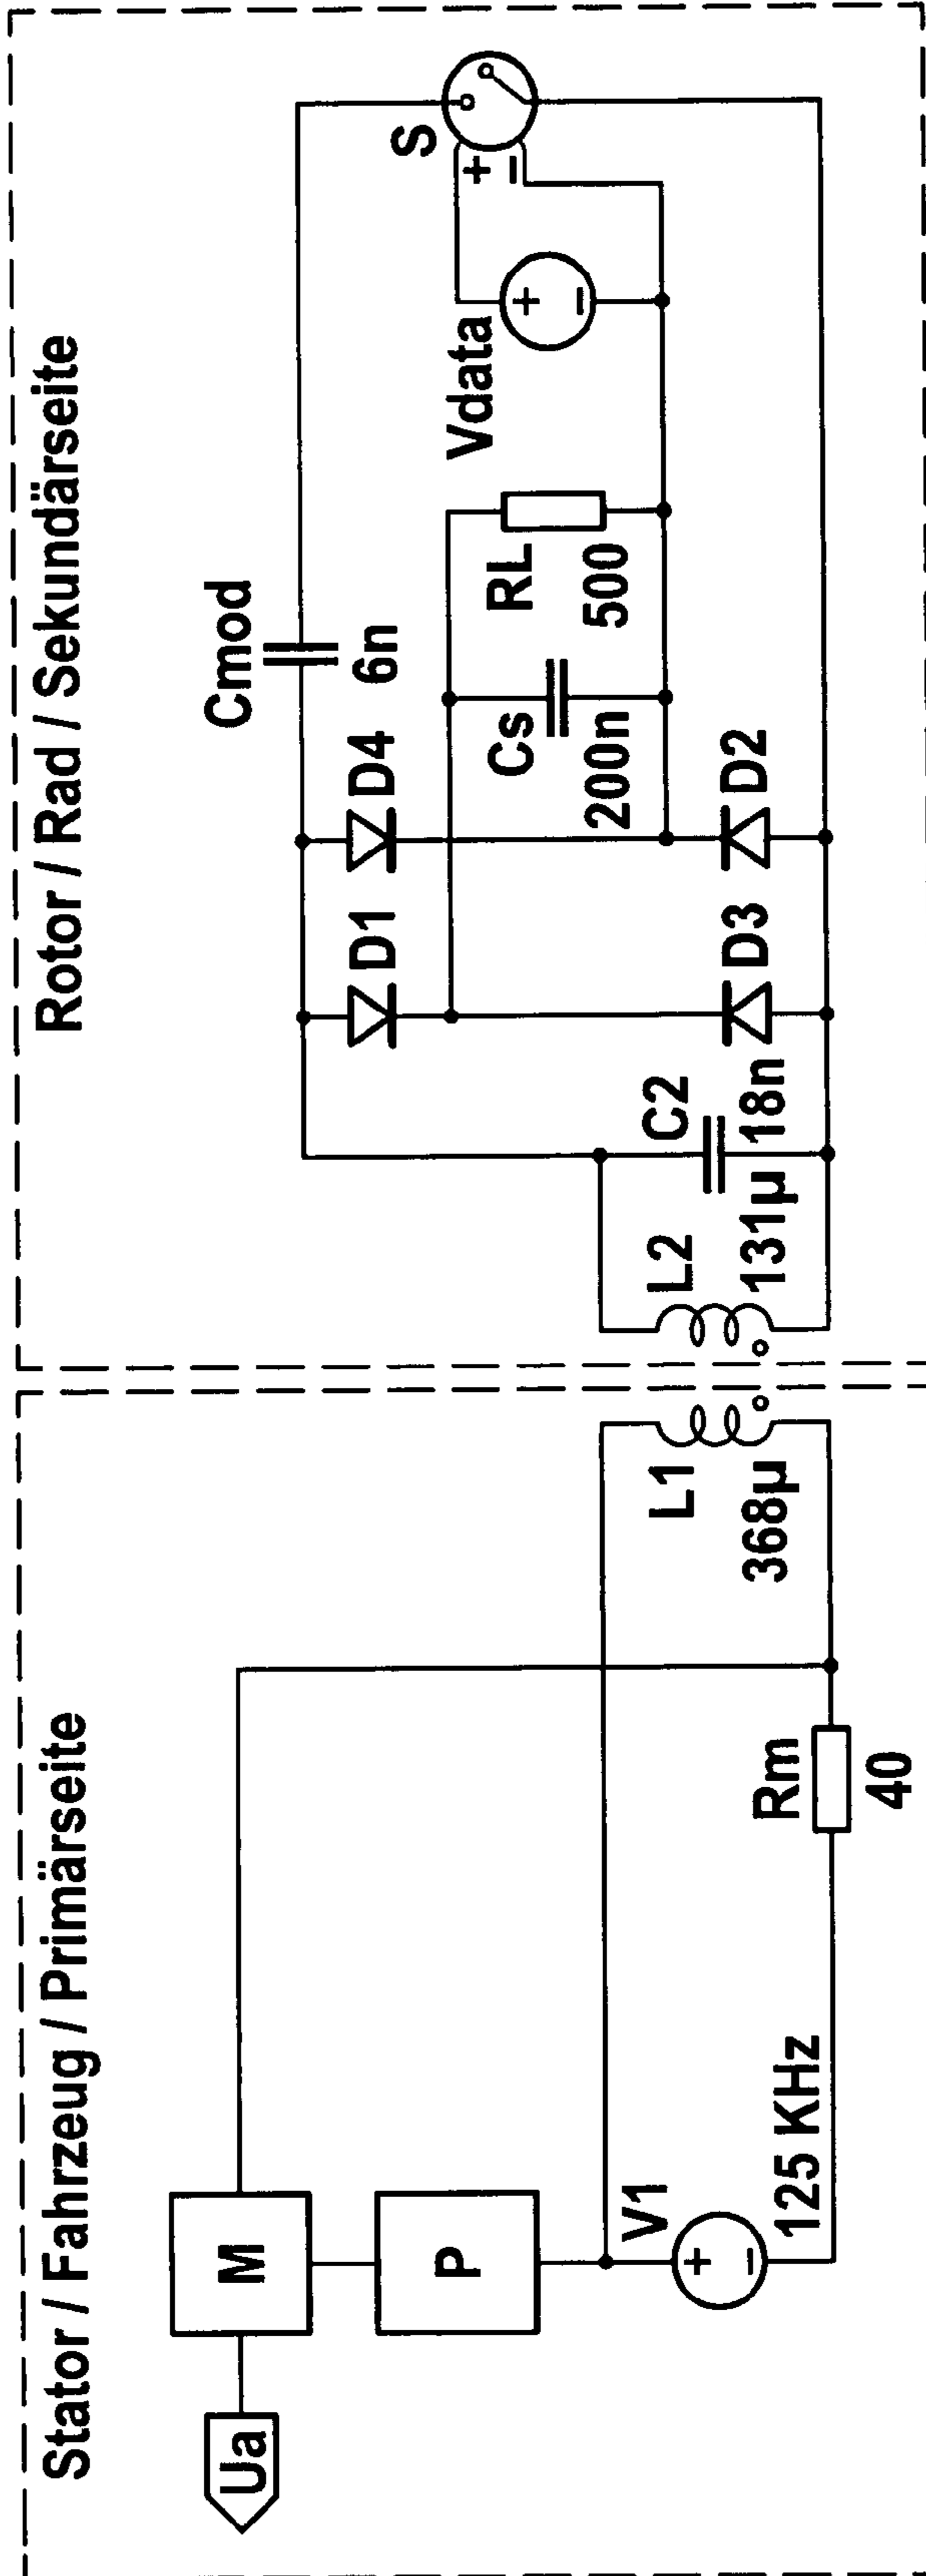 Stator / Fahrzeug / Primärseite
Rotor / Rad / Sekundärseite
Ua
M
P
V1
+
−
125 KHz
Rm
40
L1
368µ
L2
131µ
C2
18n
D1
D3
D4
D2
Cmod
6n
Cs
200n
RL
500
Vdata
+
−
S
+
−